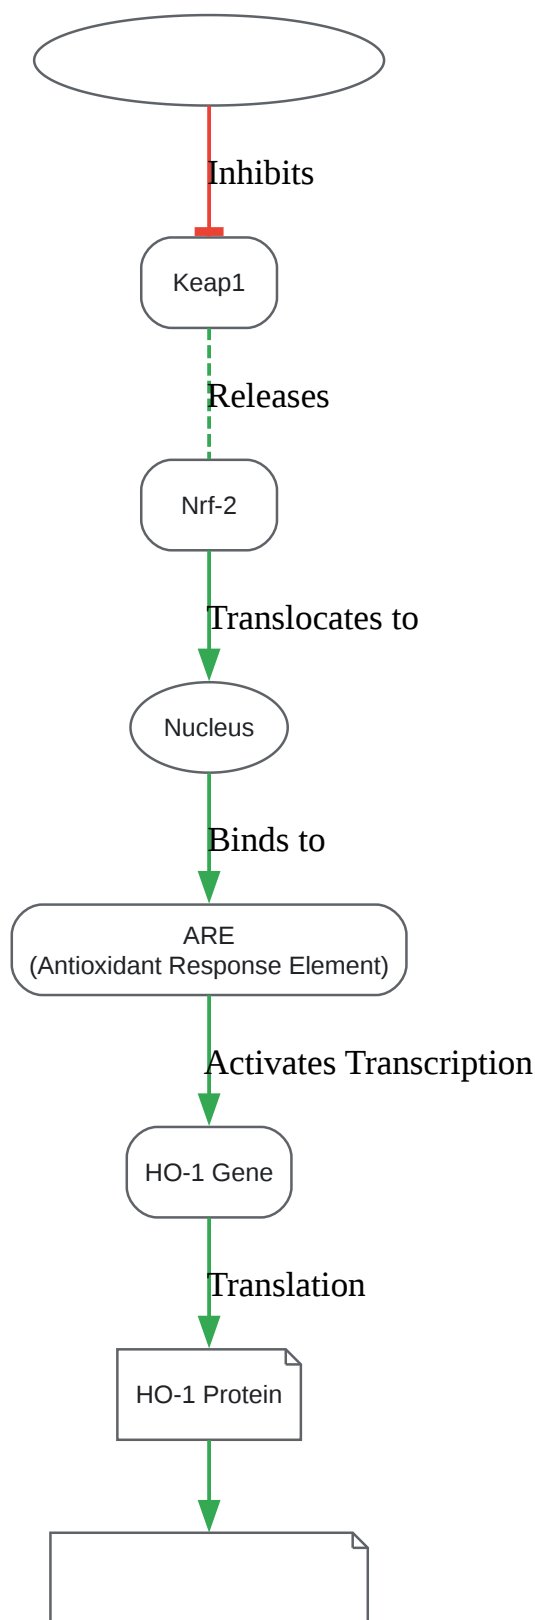 Inhibits
Keap1
Releases
Nrf-2
Translocates to
Nucleus
Binds to
ARE
(Antioxidant Response Element)
Activates Transcription
HO-1 Gene
Translation
HO-1 Protein